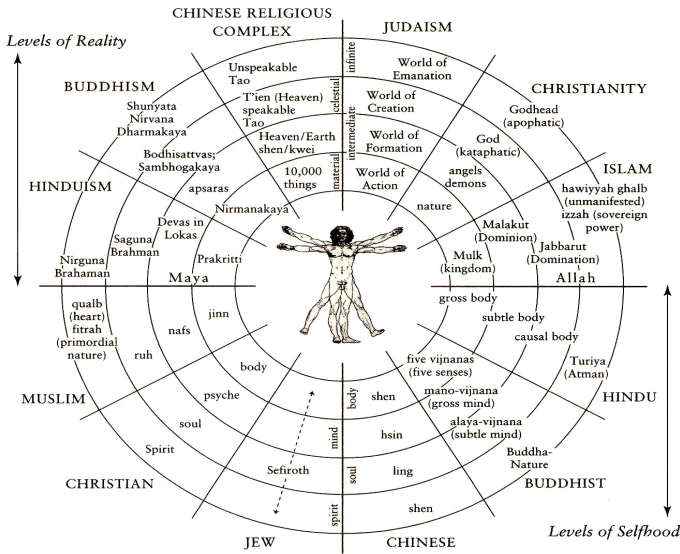 CHINESE RELIGIOUS
COMPLEX
JUDAISM
Levels of Reality
BUDDHISM
CHRISTIANITY
HINDUISM
ISLAM
infinite
celestial
intermediate
material
Unspeakable
Tao
T'ien (Heaven)
speakable
Tao
Heaven/Earth
shen/kwei
10,000
things
World of
Emanation
World of
Creation
World of
Formation
World of
Action
Shunyata
Nirvana
Dharmakaya
Bodhisattvas;
Sambhogakaya
apsaras
Nirmanakaya
Godhead
(apophatic)
God
(kataphatic)
angels
demons
nature
Nirguna
Brahaman
Saguna
Brahman
Devas in
Lokas
Prakritti
Maya
hawiyyah ghalb
(unmanifested)
izzah (sovereign
power)
Jabbarut
(Domination)
Malakut
(Dominion)
Mulk
(kingdom)
Allah
qualb
(heart)
fitrah
(primordial
nature)
ruh
nafs
jinn
gross body
subtle body
causal body
Turiya
(Atman)
MUSLIM
HINDU
body
psyche
soul
Spirit
five vijnanas
(five senses)
mano-vijnana
(gross mind)
alaya-vijnana
(subtle mind)
Buddha-
Nature
CHRISTIAN
BUDDHIST
Sefiroth
body
mind
soul
spirit
shen
hsin
ling
shen
JEW
CHINESE
Levels of Selfhood